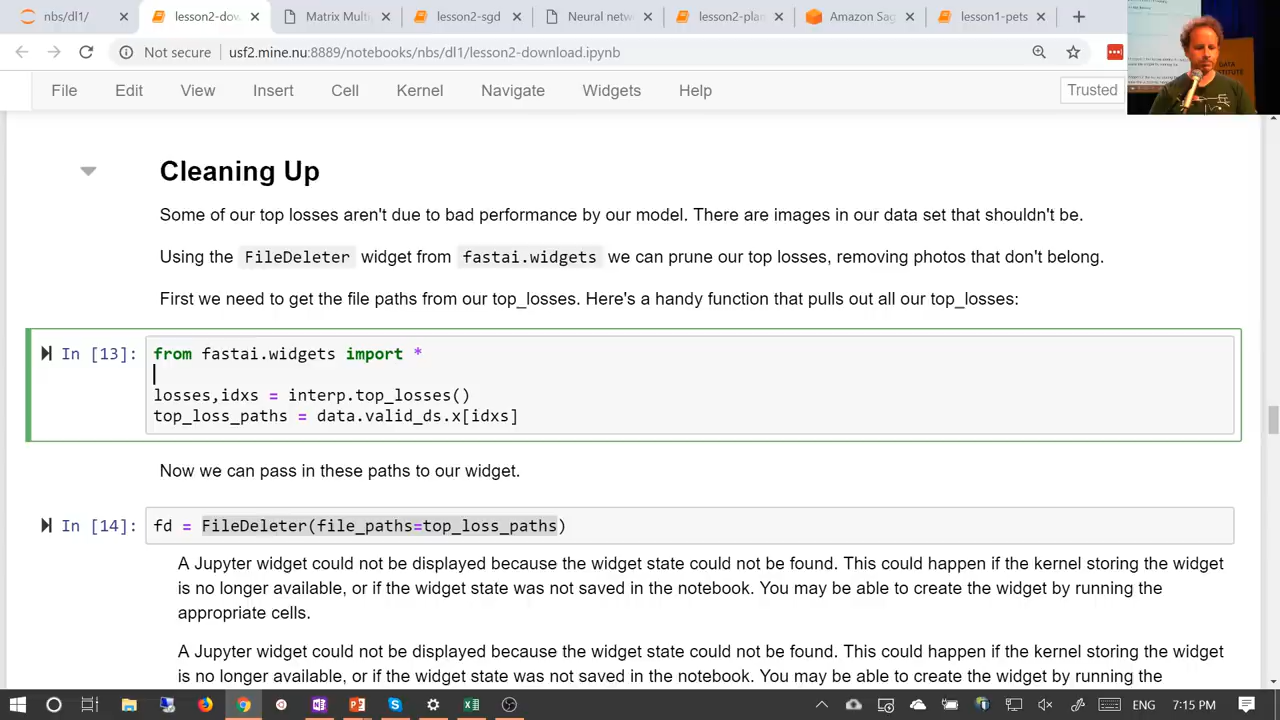 nbs/dl1/
lesson2-dov
Matrix Mult
lesson2-sgd
Neural netw
lesson2-plan
Amazon Sag
lesson1-pets
Not secure
usf2.mine.nu:8889/notebooks/nbs/dl1/lesson2-download.ipynb
File Edit View Insert Cell Kernel Navigate Widgets Help
Trusted
DATA
INSTITUTE
Cleaning Up
Some of our top losses aren't due to bad performance by our model. There are images in our data set that shouldn't be.
Using the FileDeleter widget from fastai.widgets we can prune our top losses, removing photos that don't belong.
First we need to get the file paths from our top_losses. Here's a handy function that pulls out all our top_losses:
In [13]:
from fastai.widgets import *
losses,idxs = interp.top_losses()
top_loss_paths = data.valid_ds.x[idxs]
Now we can pass in these paths to our widget.
In [14]:
fd = FileDeleter(file_paths=top_loss_paths)
A Jupyter widget could not be displayed because the widget state could not be found. This could happen if the kernel storing the widget
is no longer available, or if the widget state was not saved in the notebook. You may be able to create the widget by running the
appropriate cells.
A Jupyter widget could not be displayed because the widget state could not be found. This could happen if the kernel storing the widget
is no longer available, or if the widget state was not saved in the notebook. You may be able to create the widget by running the
ENG 7:15 PM